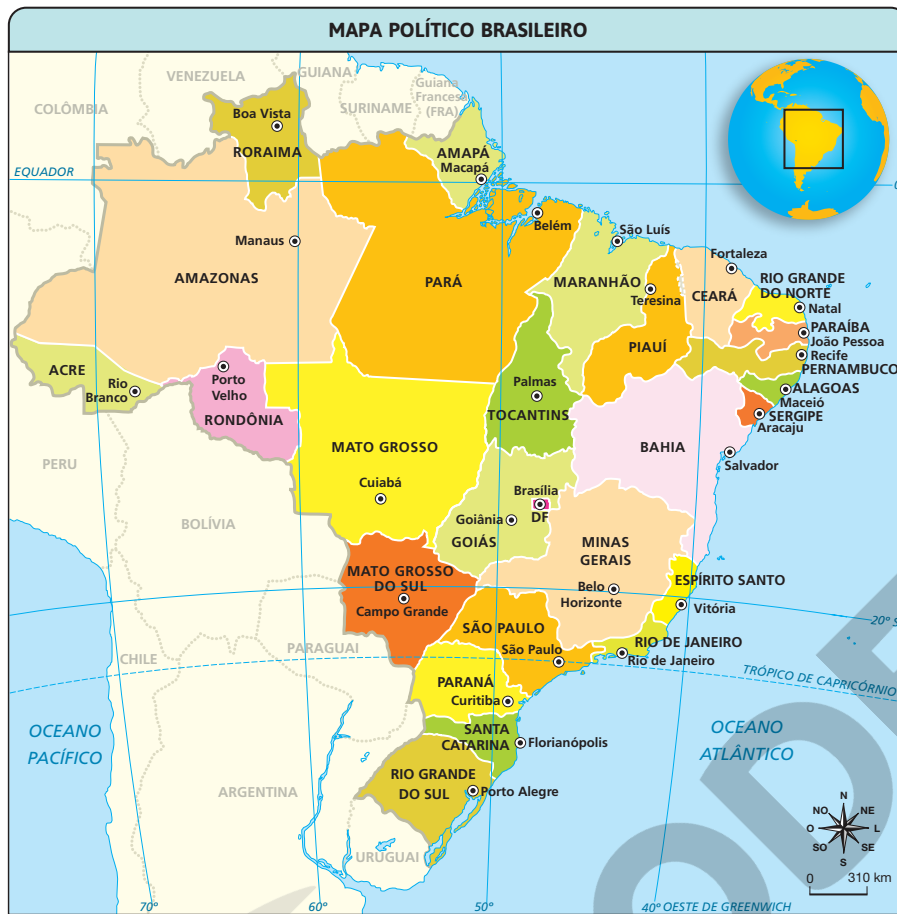 MAPA POLÍTICO BRASILEIRO
VENEZUELA
GUIANA
COLÔMBIA
SURINAME
Guiana
Francesa
(FRA)
Boa Vista
RORAIMA
AMAPÁ
Macapá
EQUADOR
0
Belém
São Luís
Manaus
Fortaleza
AMAZONAS
PARÁ
MARANHÃO
Teresina
CEARÁ
RIO GRANDE
DO NORTE
Natal
PARAÍBA
João Pessoa
PIAUÍ
Recife
PERNAMBUCO
ACRE
Rio
Branco
Porto
Velho
RONDÔNIA
Palmas
TOCANTINS
ALAGOAS
Maceió
SERGIPE
Aracaju
MATO GROSSO
BAHIA
Salvador
PERU
Cuiabá
Brasília
DF
Goiânia
GOIÁS
BOLÍVIA
MINAS
GERAIS
MATO GROSSO
DO SUL
Campo Grande
Belo
Horizonte
ESPÍRITO SANTO
Vitória
20º S
SÃO PAULO
São Paulo
RIO DE JANEIRO
Rio de Janeiro
PARAGUAI
CHILE
TRÓPICO DE CAPRICÓRNIO
PARANÁ
Curitiba
OCEANO
PACÍFICO
OCEANO
ATLÂNTICO
SANTA
CATARINA
Florianópolis
RIO GRANDE
DO SUL
Porto Alegre
ARGENTINA
URUGUAI
N
NO
NE
O
L
SO
SE
S
0
310 km
70º
60º
50º
40º OESTE DE GREENWICH